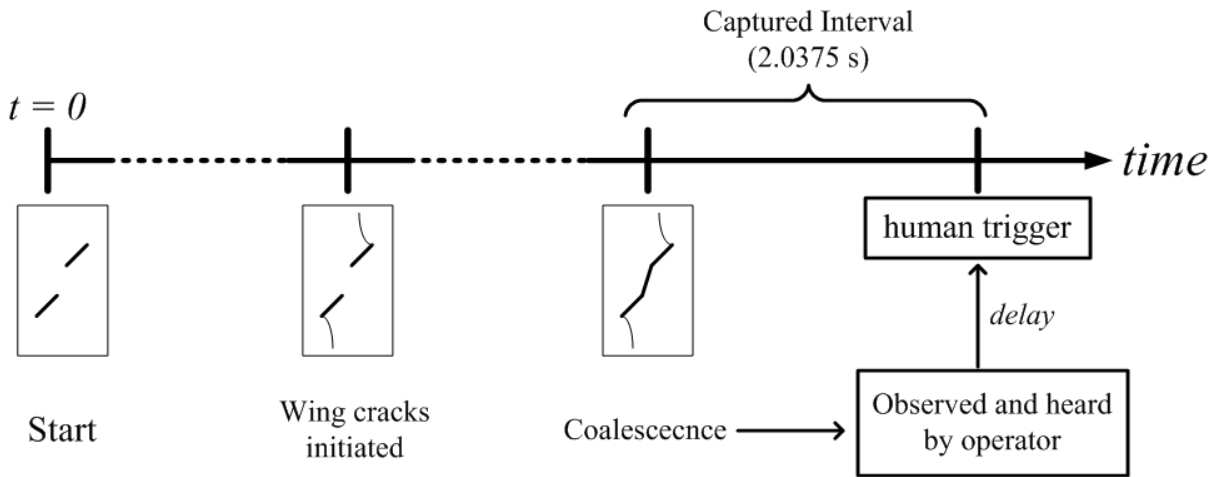 Captured Interval
(2.0375 s)
t = 0
time
human trigger
delay
Start
Wing cracks
initiated
Coalescecnce
Observed and heard
by operator